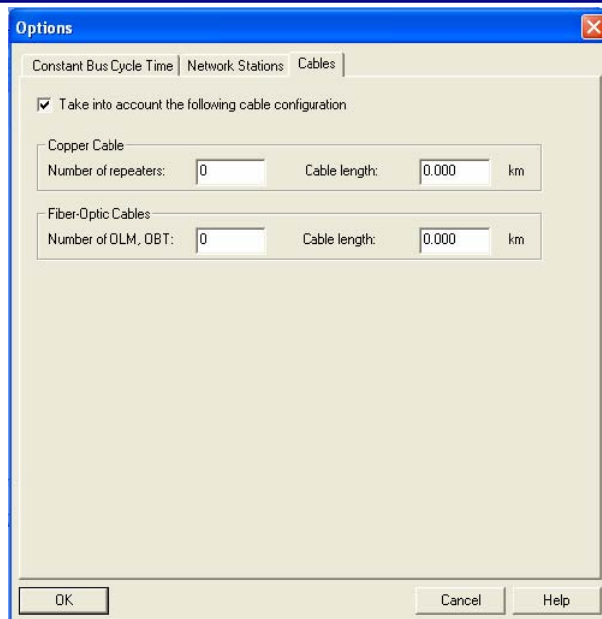 Options
Constant Bus Cycle Time Network Stations Cables
Take into account the following cable configuration
Copper Cable
Number of repeaters: 0 Cable length: 0.000 km
Fiber-Optic Cables
Number of OLM, OBT: 0 Cable length: 0.000 km
OK Cancel Help